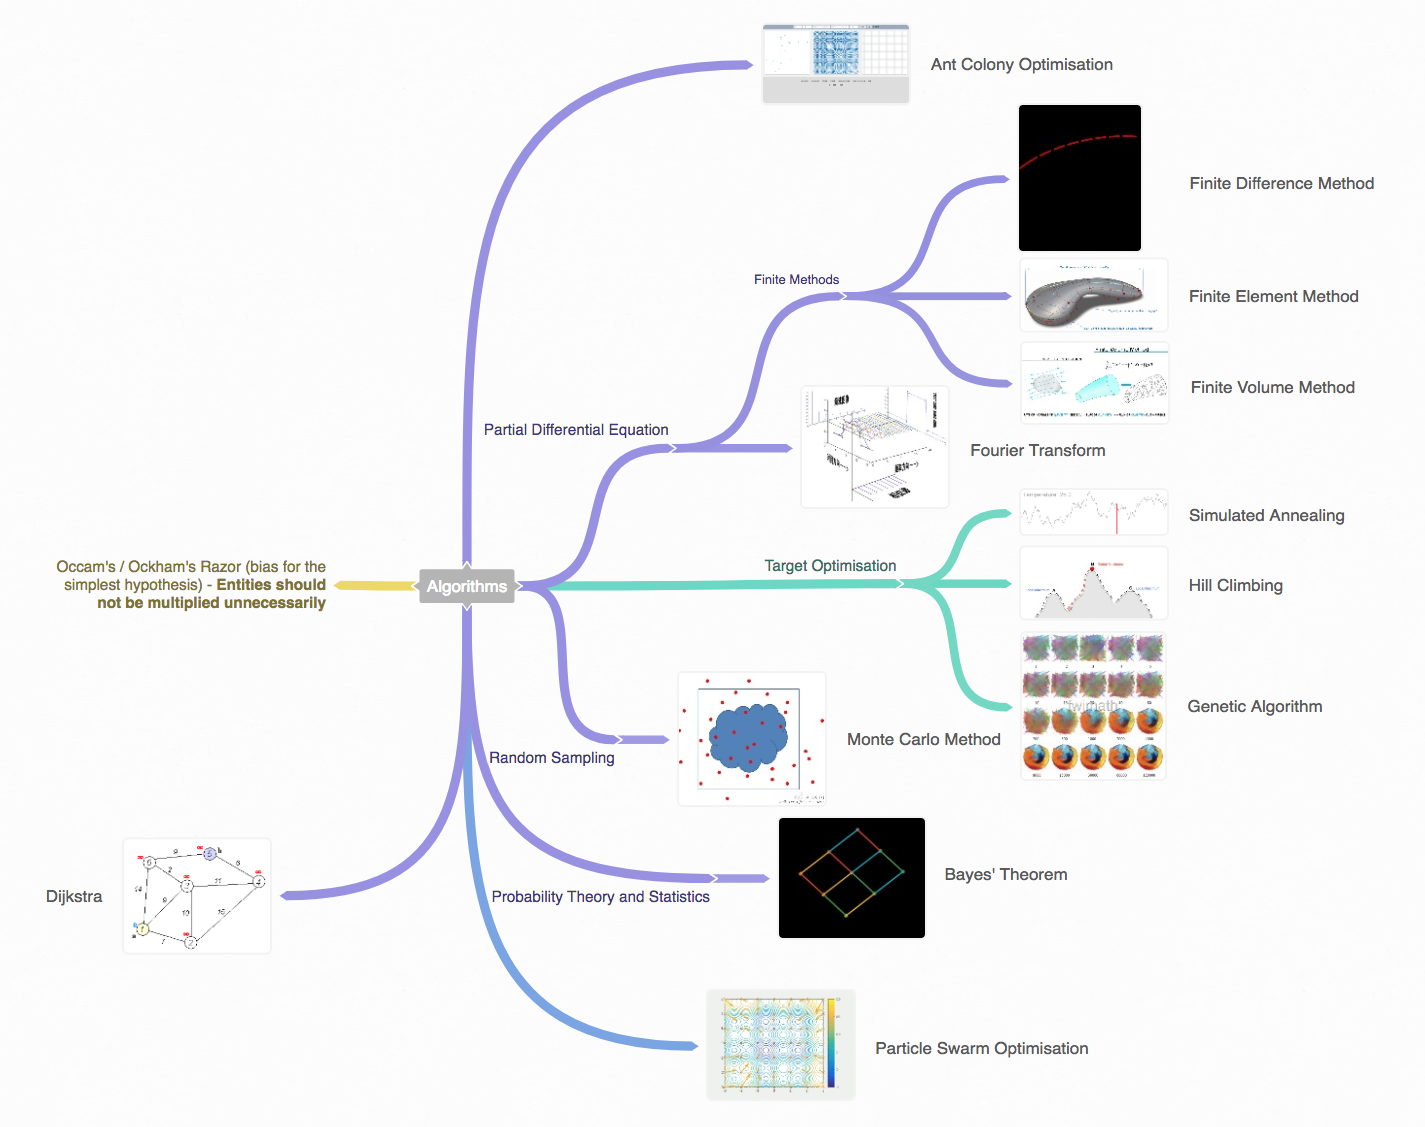 Ant Colony Optimisation
Finite Difference Method
Finite Methods
Finite Element Method
Finite Volume Method
Partial Differential Equation
Fourier Transform
Simulated Annealing
Target Optimisation
Occam's / Ockham's Razor (bias for the
simplest hypothesis) - Entities should
not be multiplied unnecessarily
Algorithms
Hill Climbing
Genetic Algorithm
Monte Carlo Method
Random Sampling
Bayes' Theorem
Dijkstra
Probability Theory and Statistics
Particle Swarm Optimisation